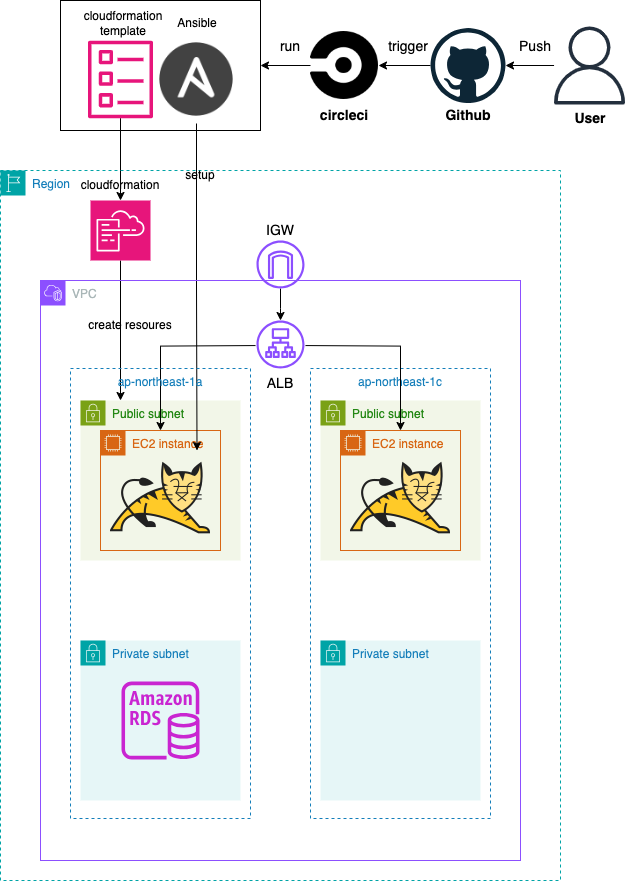 cloudformation
template
Ansible
run
trigger
Push
circleci
Github
User
setup
Region
cloudformation
IGW
VPC
create resoures
ALB
ap-northeast-1a
ap-northeast-1c
Public subnet
Public subnet
EC2 instance
EC2 instance
Private subnet
Private subnet
Amazon
RDS